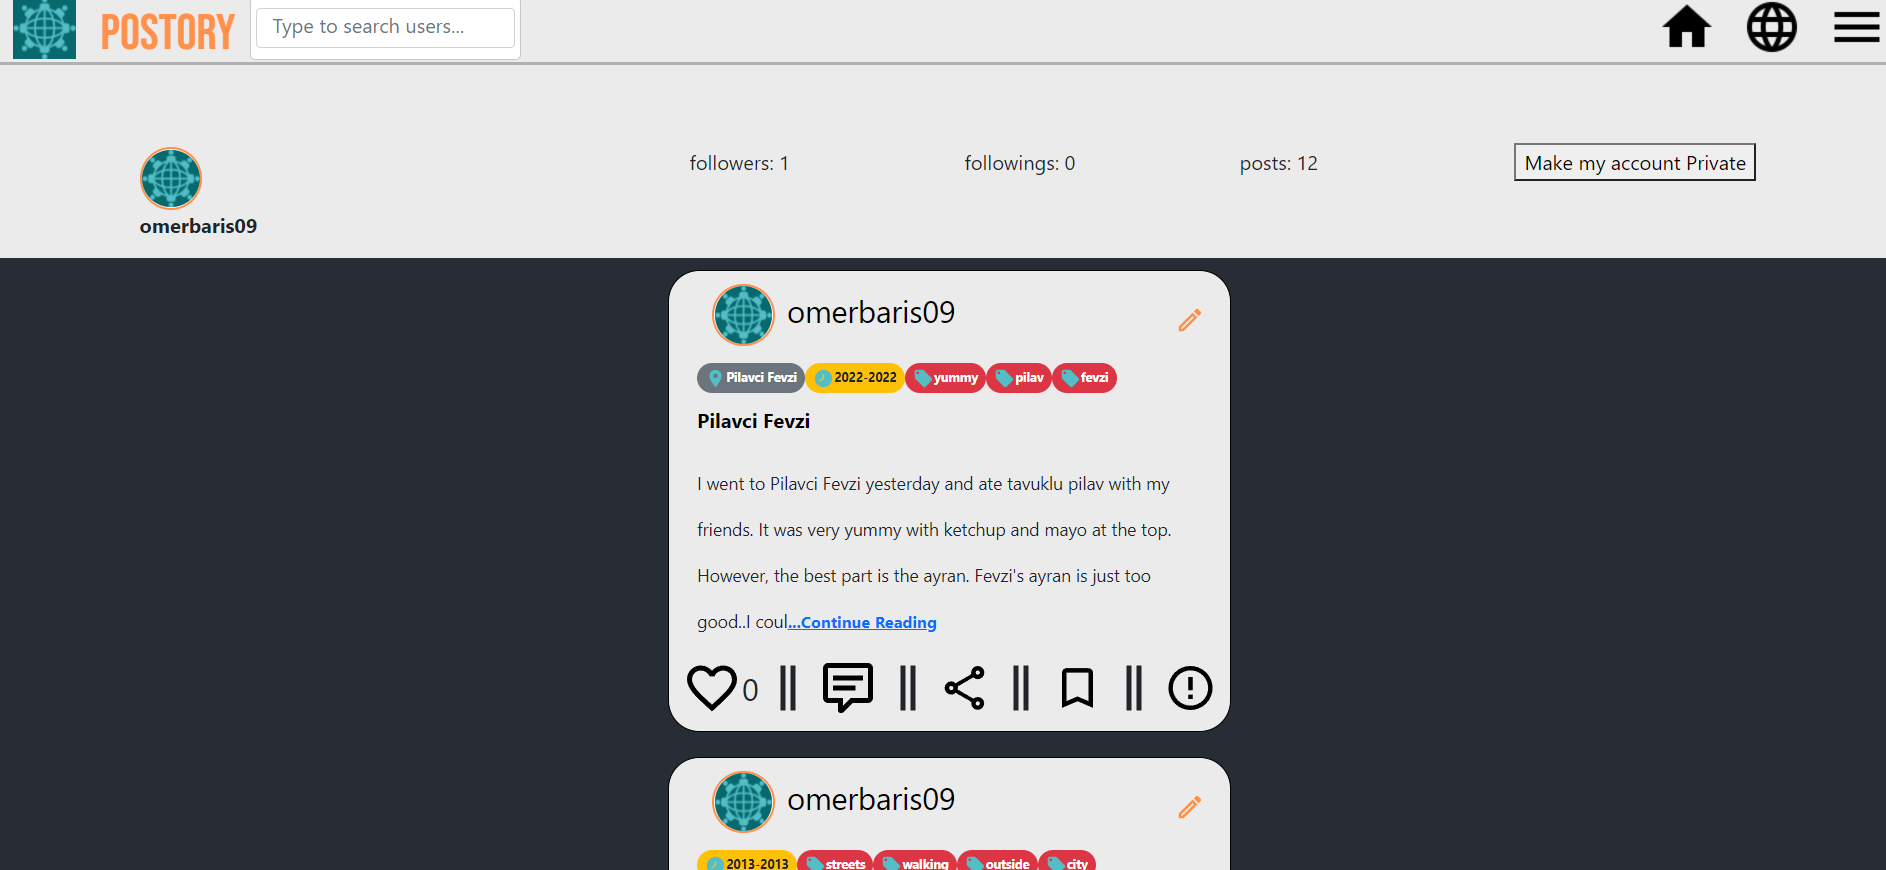 POSTORY
Type to search users...
followers: 1
followings: 0
posts: 12
Make my account Private
omerbaris09
omerbaris09
Pilavci Fevzi 2022-2022 yummy pilav fevzi
Pilavci Fevzi
I went to Pilavci Fevzi yesterday and ate tavuklu pilav with my
friends. It was very yummy with ketchup and mayo at the top.
However, the best part is the ayran. Fevzi's ayran is just too
good..I coul...Continue Reading
0
omerbaris09
2013-2013 streets walking outside city